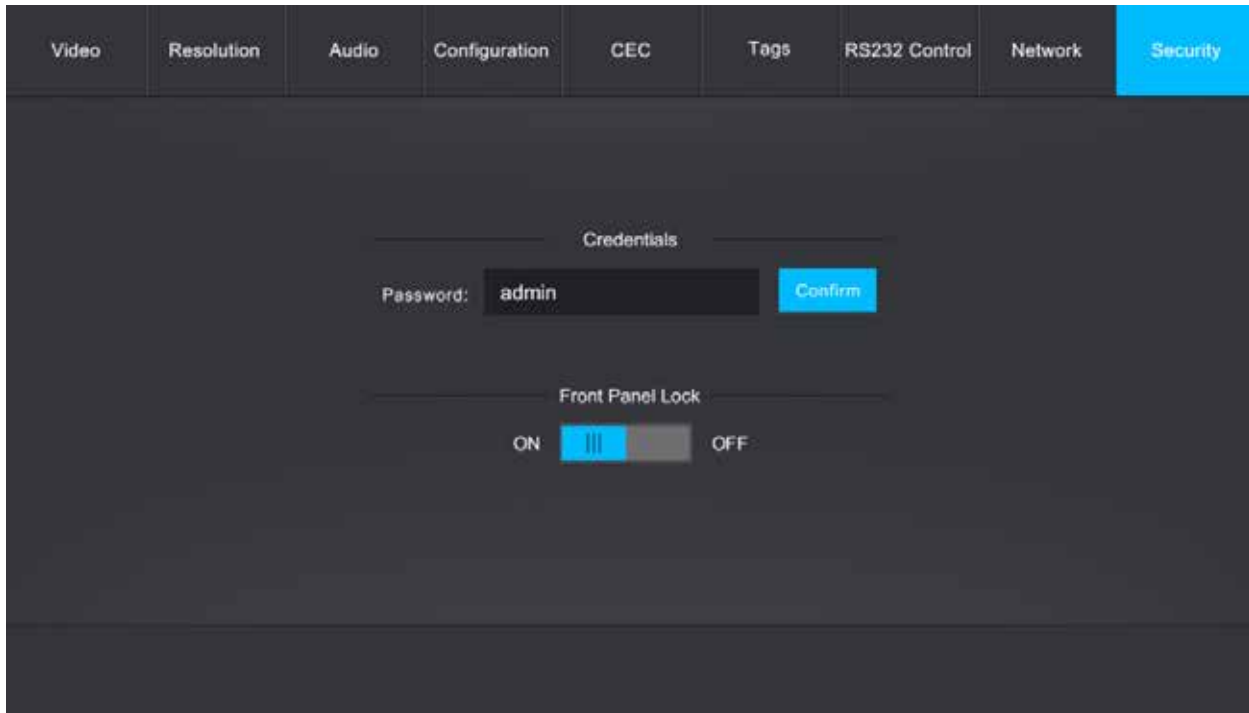 Video Resolution Audio Configuration CEC Tags RS232 Control Network Security
Credentials
Password: admin Confirm
Front Panel Lock
ON OFF